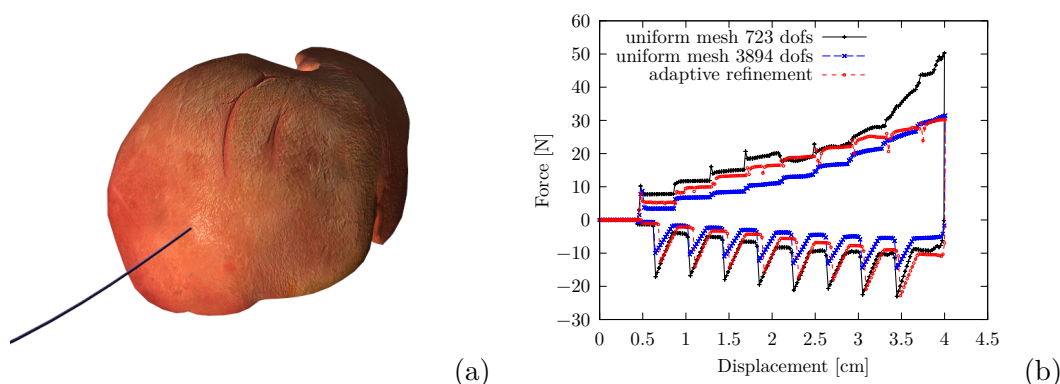 (a)
60
50
40
30
20
10
0
−10
−20
−30
Force [N]
uniform mesh 723 dofs
uniform mesh 3894 dofs
adaptive refinement
0 0.5 1 1.5 2 2.5 3 3.5 4 4.5
Displacement [cm]
(b)